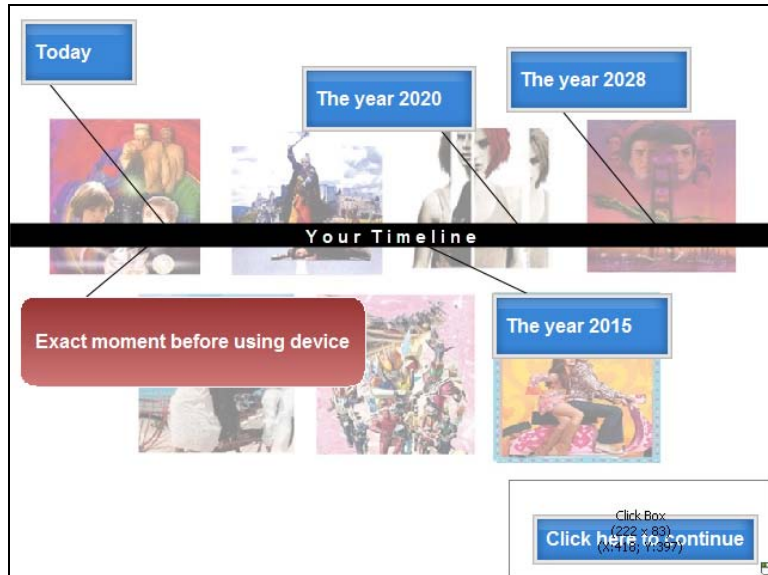 Today
The year 2020
The year 2028
Your Timeline
Exact moment before using device
The year 2015
Click Box
(222 x 83)
Click here to continue
(X:418; Y:397)